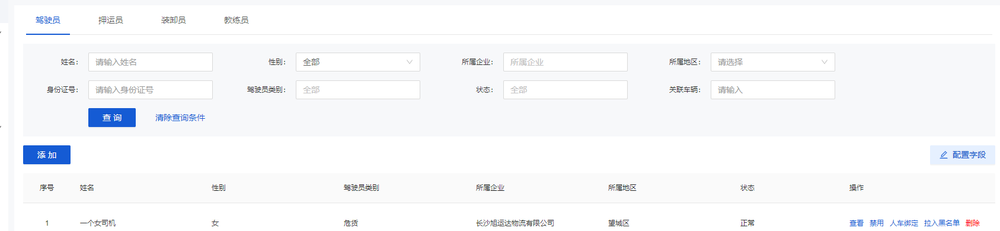 驾驶员 押运员 装卸员 教练员
姓名: 请输入姓名 性别: 全部 所属企业: 所属企业 所属地区: 请选择
身份证号: 请输入身份证号 驾驶员类别: 全部 状态: 全部 关联车辆: 请输入
查 询 清除查询条件
添 加 配置字段
序号 姓名 性别 驾驶员类别 所属企业 所属地区 状态 操作
1 一个女司机 女 危货 长沙旭运达物流有限公司 望城区 正常 查看 禁用 人车绑定 拉入黑名单 删除